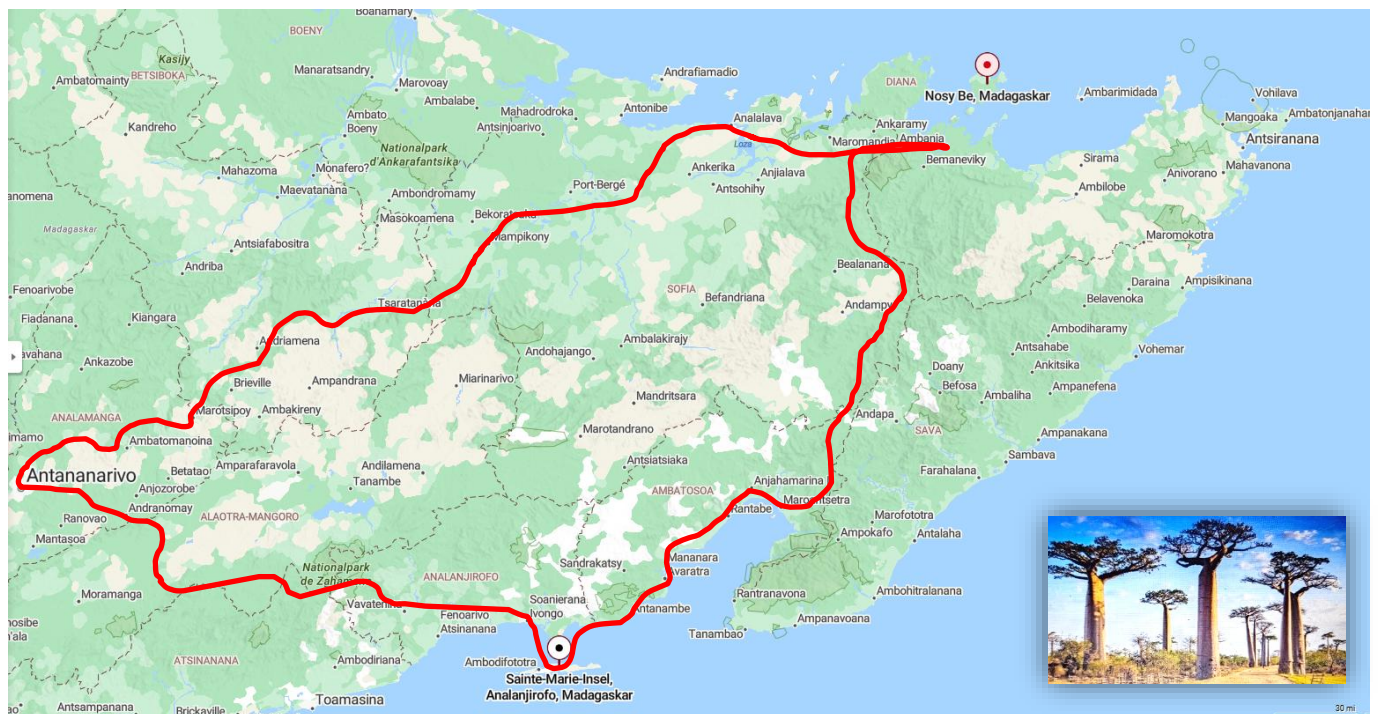 Boanamary
BOENY
Kasijy
BETSIBOKA
Ambatomainty
Manaratsandry
Marovoay
Andrafiamadio
DIANA
Nosy Be, Madagaskar
Ambarimidada
Vohilava
Mangoaka
Ambatonjanahar
Antsiranana
Ambalabe
Mahadrodroka
Antonibe
Analalava
Ankaramy
Kandreho
Ambato
Boeny
Antsinjoarivo
Loza
Maromandia
Ambanja
Bemaneviky
Sirama
Mahavanona
Anivorano
Nationalpark
d'Ankarafantsika
Mahazoma
Monafero?
Ankerika
Anjialava
Antsohihy
Port-Bergé
Ambilobe
anomena
Maevatanàna
Ambondromamy
Masokoamena
Bekoratsaka
Mampikony
Madagaskar
Antsiafabositra
Maromokotra
Andriba
Bealanana
Daraina
Ampisikinana
Fenoarivobe
SOFIA
Befandriana
Andampy
Belavenoka
Tsaratanana
Fiadanana
Kiangara
Andriamena
Ambalakirajy
Ambodiharamy
avahana
Ankazobe
Andohajango
Antsahabe
Vohemar
Doany
Ankitsika
Brieville
Ampandrana
Miarinarivo
Befosa
Ambaliha
Ampanefena
Mandritsara
ANALAMANGA
Marotsipoy
Ambakireny
Andapa
SAVA
Marotandrano
Ampanakana
imamo
Ambatomanoina
Sambava
Antananarivo
Betatao
Amparafaravola
Andilamena
Antsiatsiaka
Farahalana
Anjozorobe
Tanambe
AMBATOSOA
Anjahamarina
Andranomay
ALAOTRA-MANGORO
Rantabe
Ranovao
Marofototra
Mantasoa
Ampokafo
Antalaha
Nationalpark
de Zahamena
ANALANJIROFO
Sandrakatsy
Mananara
Avaratra
Moramanga
Vavatenina
Soanierana
Ivongo
Rantranavona
Ambohitralanana
Fenoarivo
Atsinanana
Antanambe
Ampanavoana
Tanambao
nosibe
n'ala
ATSINANANA
Ambodiriana
Ambodifototra
Sainte-Marie-Insel,
Analanjirofo, Madagaskar
Toamasina
Antsampanana
Brickaville
30 mi